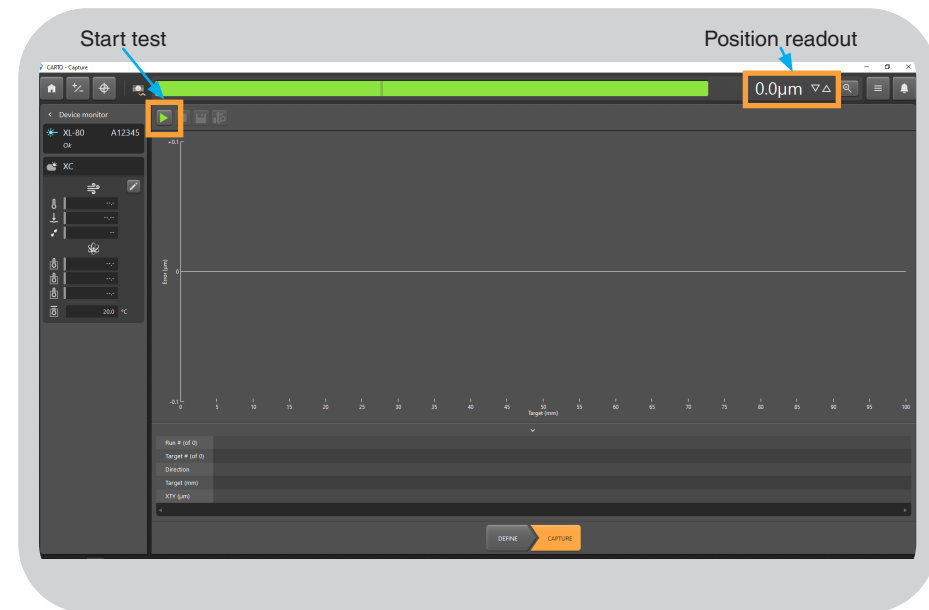 Start test
Position readout
CARTO - Capture
0.0μm
Device monitor
XL-80 A12345
Ok
XC
--.-
--.--
--
--.-
--.-
--.-
20.0 °C
+0.1
Error (μm)
0
-0.1
0 5 10 15 20 25 30 35 40 45 50 55 60 65 70 75 80 85 90 95 100
Target (mm)
Run # (of 0)
Target # (of 0)
Direction
Target (mm)
XTY (μm)
DEFINE CAPTURE